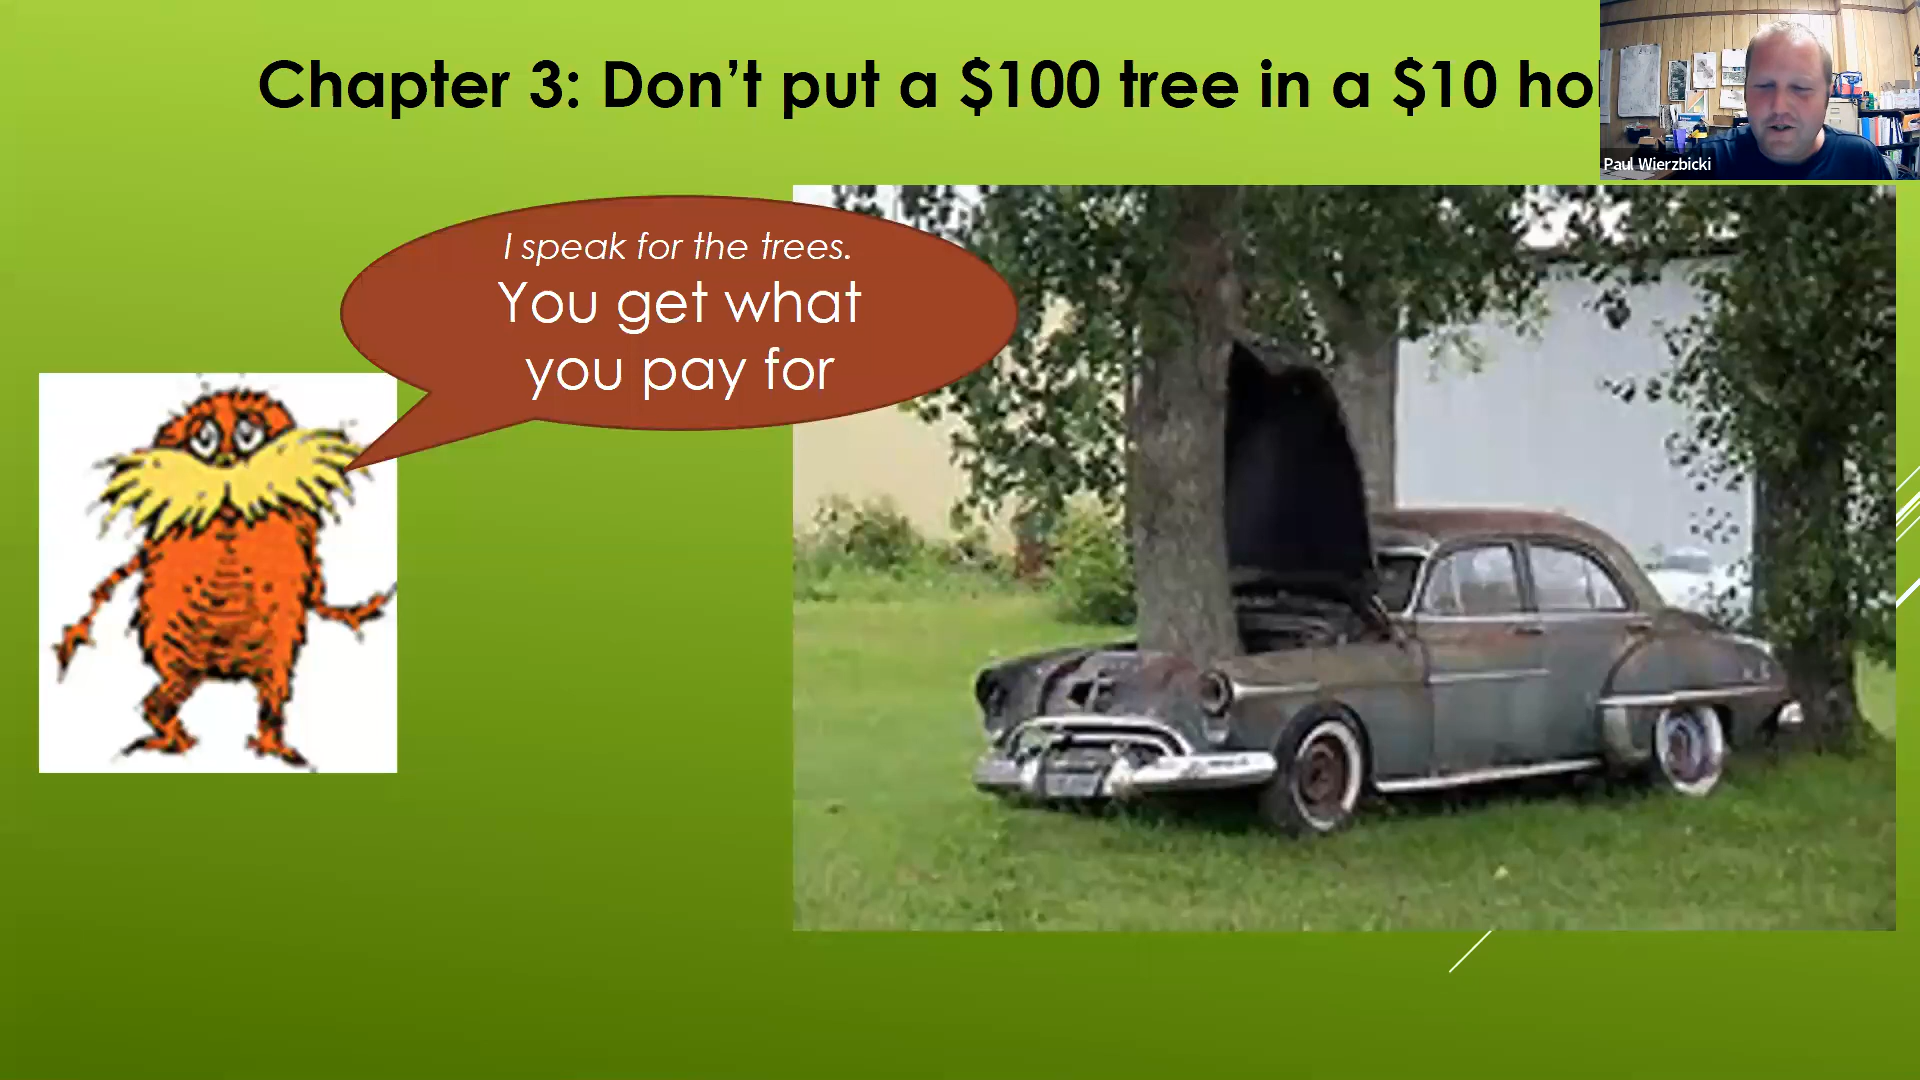 Chapter 3: Don’t put a $100 tree in a $10
Paul Wierzbicki
I speak for the trees.
You get what
you pay for